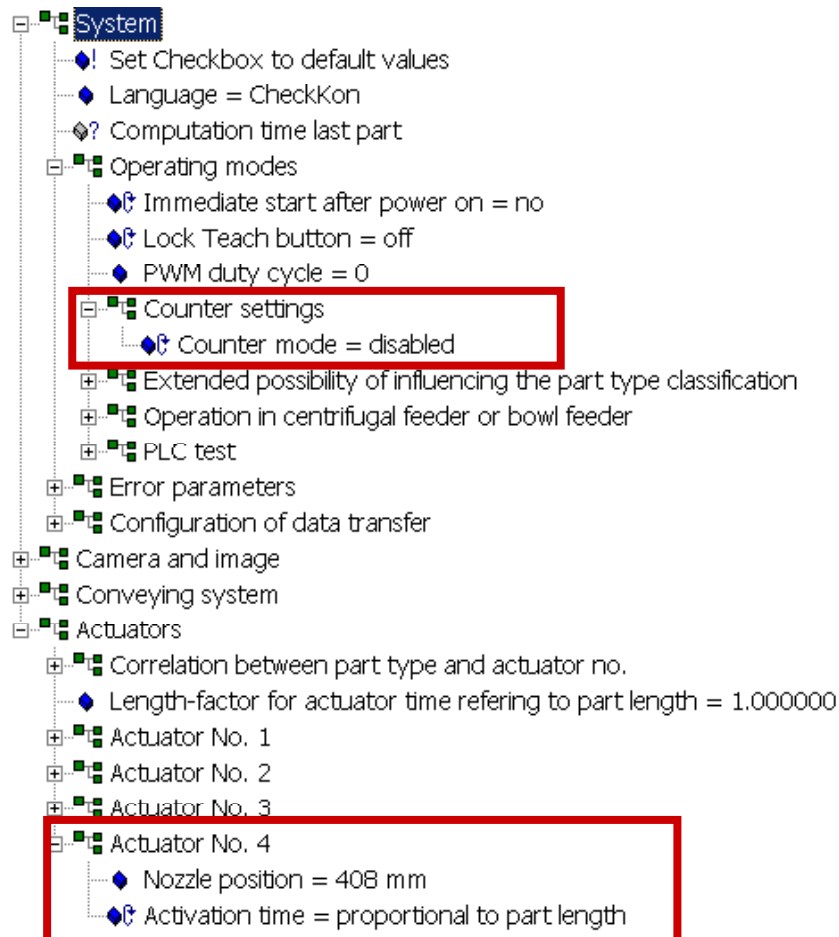 System
! Set Checkbox to default values
Language = CheckKon
? Computation time last part
Operating modes
Immediate start after power on = no
Lock Teach button = off
PWM duty cycle = 0
Counter settings
Counter mode = disabled
Extended possibility of influencing the part type classification
Operation in centrifugal feeder or bowl feeder
PLC test
Error parameters
Configuration of data transfer
Camera and image
Conveying system
Actuators
Correlation between part type and actuator no.
Length-factor for actuator time refering to part length = 1.000000
Actuator No. 1
Actuator No. 2
Actuator No. 3
Actuator No. 4
Nozzle position = 408 mm
Activation time = proportional to part length